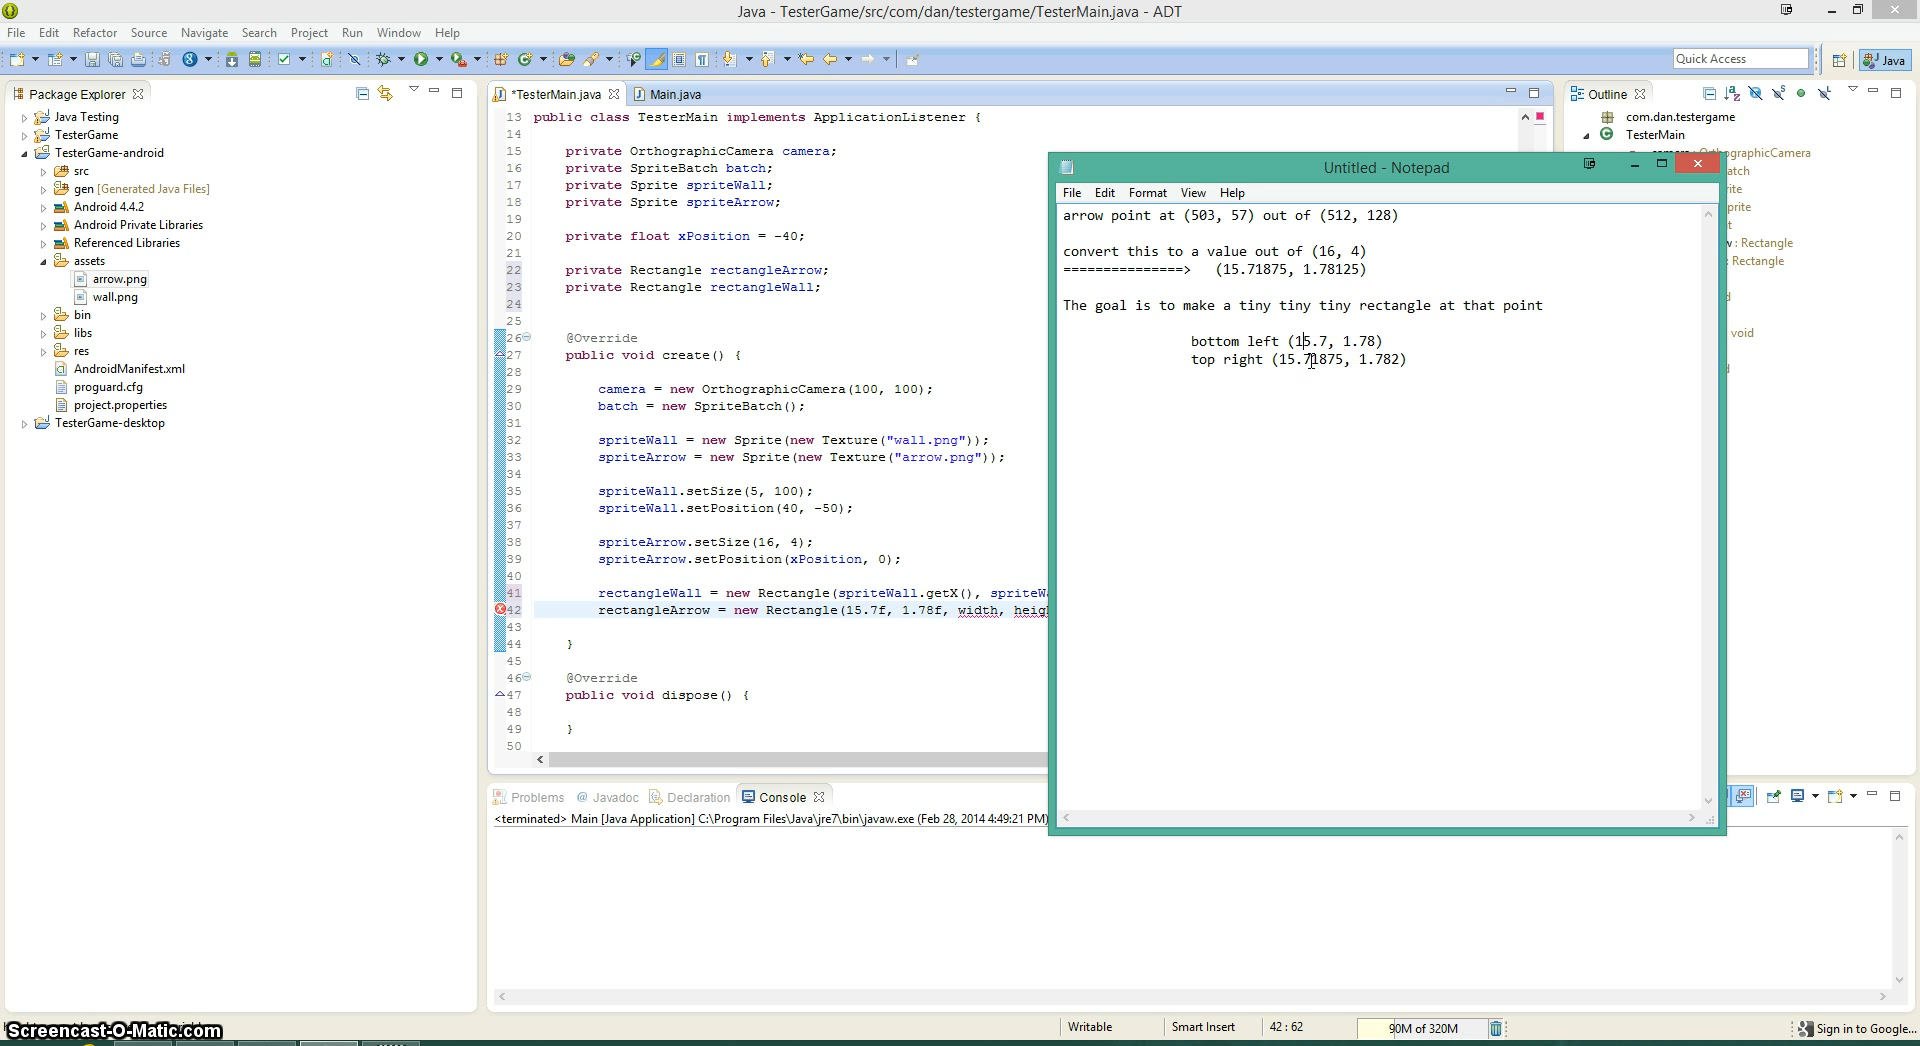 Java - TesterGame/src/com/dan/testergame/TesterMain.java - ADT
File Edit Refactor Source Navigate Search Project Run Window Help
Quick Access
Java
Package Explorer
Java Testing
TesterGame
TesterGame-android
src
gen [Generated Java Files]
Android 4.4.2
Android Private Libraries
Referenced Libraries
assets
arrow.png
wall.png
bin
libs
res
AndroidManifest.xml
proguard.cfg
project.properties
TesterGame-desktop
*TesterMain.java Main.java
13 public class TesterMain implements ApplicationListener {
14
15 private OrthographicCamera camera;
16 private SpriteBatch batch;
17 private Sprite spriteWall;
18 private Sprite spriteArrow;
19
20 private float xPosition = -40;
21
22 private Rectangle rectangleArrow;
23 private Rectangle rectangleWall;
24
25
26 @Override
27 public void create() {
28
29 camera = new OrthographicCamera(100, 100);
30 batch = new SpriteBatch();
31
32 spriteWall = new Sprite(new Texture("wall.png"));
33 spriteArrow = new Sprite(new Texture("arrow.png"));
34
35 spriteWall.setSize(5, 100);
36 spriteWall.setPosition(40, -50);
37
38 spriteArrow.setSize(16, 4);
39 spriteArrow.setPosition(xPosition, 0);
40
41 rectangleWall = new Rectangle(spriteWall.getX(), spriteWa
42 rectangleArrow = new Rectangle(15.7f, 1.78f, width, heigh
43
44 }
45
46 @Override
47 public void dispose() {
48
49 }
50
Outline
com.dan.testergame
TesterMain
orthographicCamera
atch
rite
prite
t
w : Rectangle
: Rectangle
d
void
d
Untitled - Notepad
File Edit Format View Help
arrow point at (503, 57) out of (512, 128)
convert this to a value out of (16, 4)
===============> (15.71875, 1.78125)
The goal is to make a tiny tiny tiny rectangle at that point
bottom left (15.7, 1.78)
top right (15.71875, 1.782)
Problems @ Javadoc Declaration Console
<terminated> Main [Java Application] C:\Program Files\Java\jre7\bin\javaw.exe (Feb 28, 2014 4:49:21 PM)
Writable Smart Insert 42 : 62 90M of 320M Sign in to Google...
Screencast-O-Matic.com